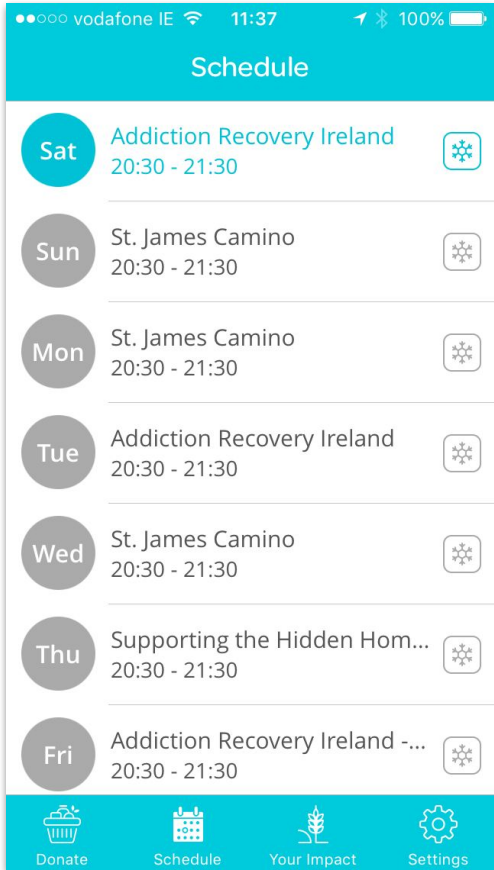 vodafone IE 11:37 100%
Schedule
Sat
Addiction Recovery Ireland
20:30 - 21:30
Sun
St. James Camino
20:30 - 21:30
Mon
St. James Camino
20:30 - 21:30
Tue
Addiction Recovery Ireland
20:30 - 21:30
Wed
St. James Camino
20:30 - 21:30
Thu
Supporting the Hidden Hom...
20:30 - 21:30
Fri
Addiction Recovery Ireland -...
20:30 - 21:30
Donate Schedule Your Impact Settings